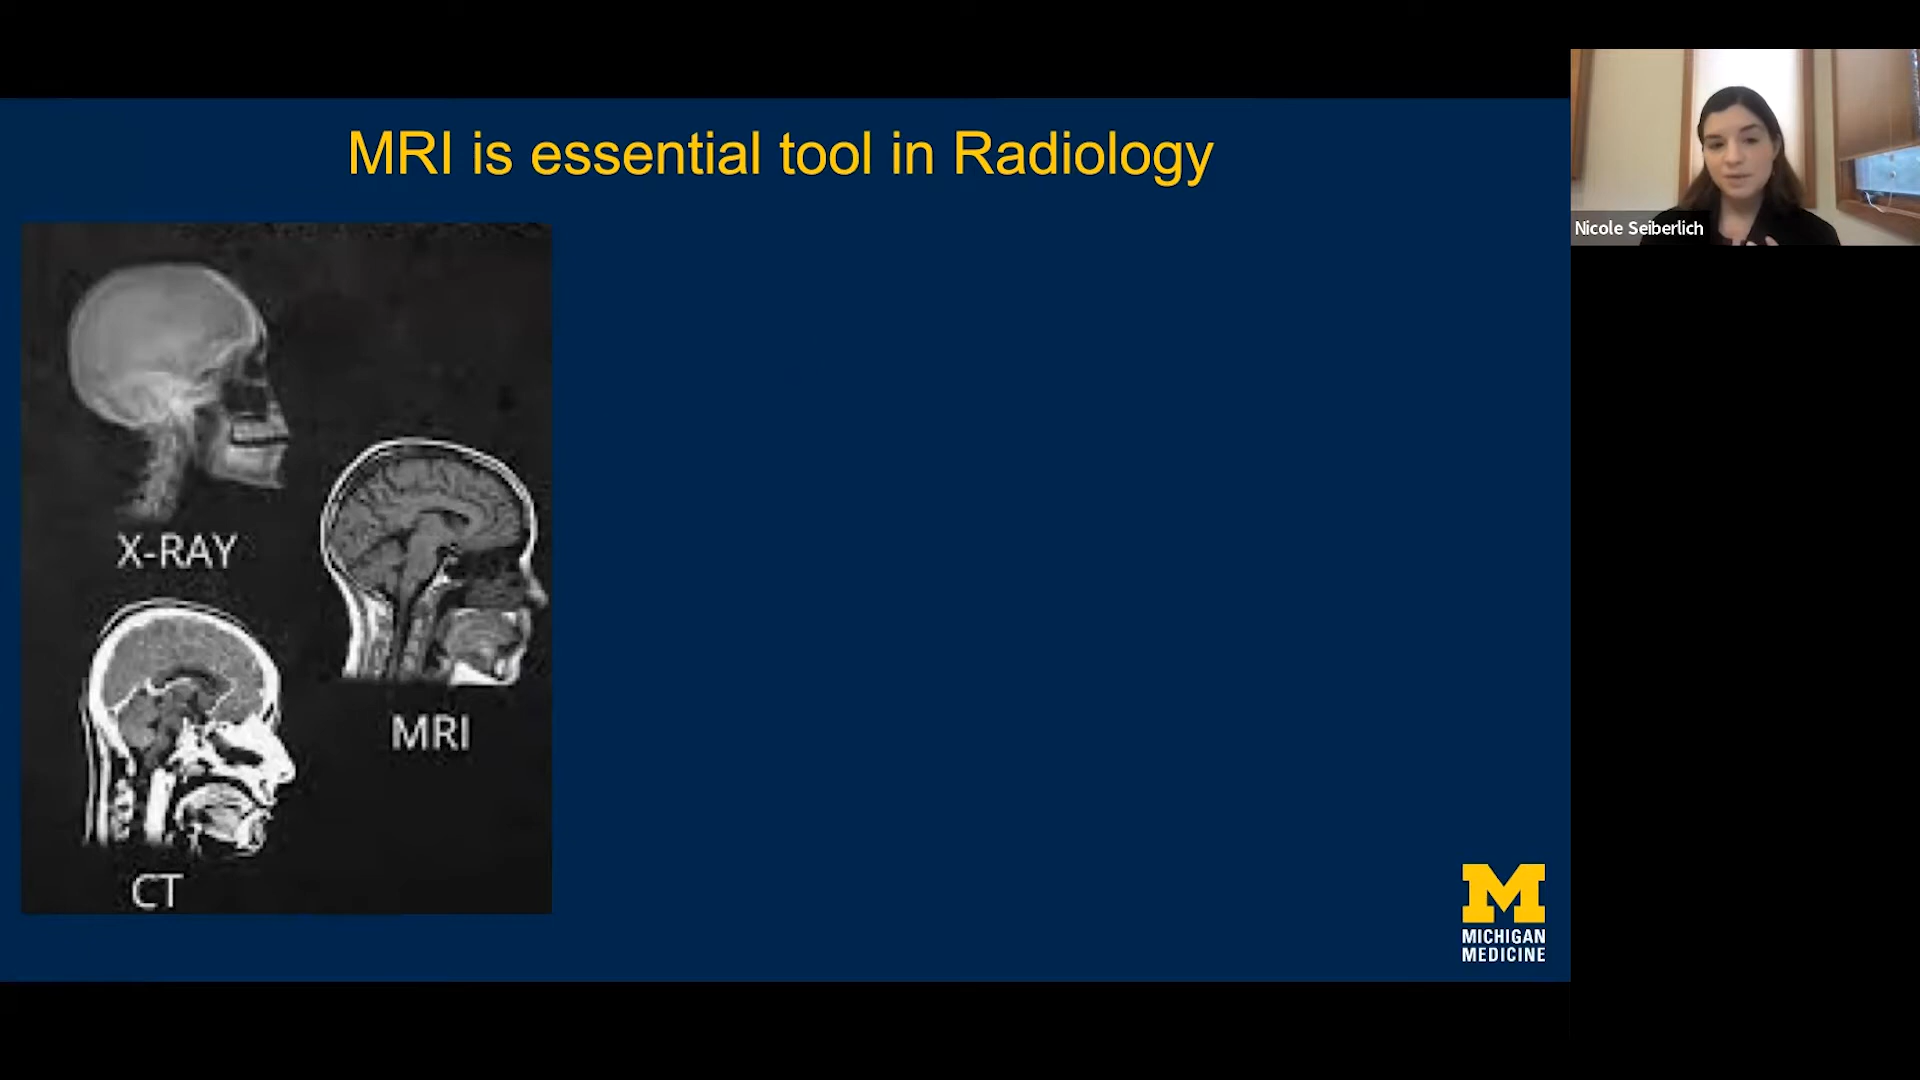 MRI is essential tool in Radiology
X-RAY
MRI
CT
MICHIGAN
MEDICINE
Nicole Seiberlich